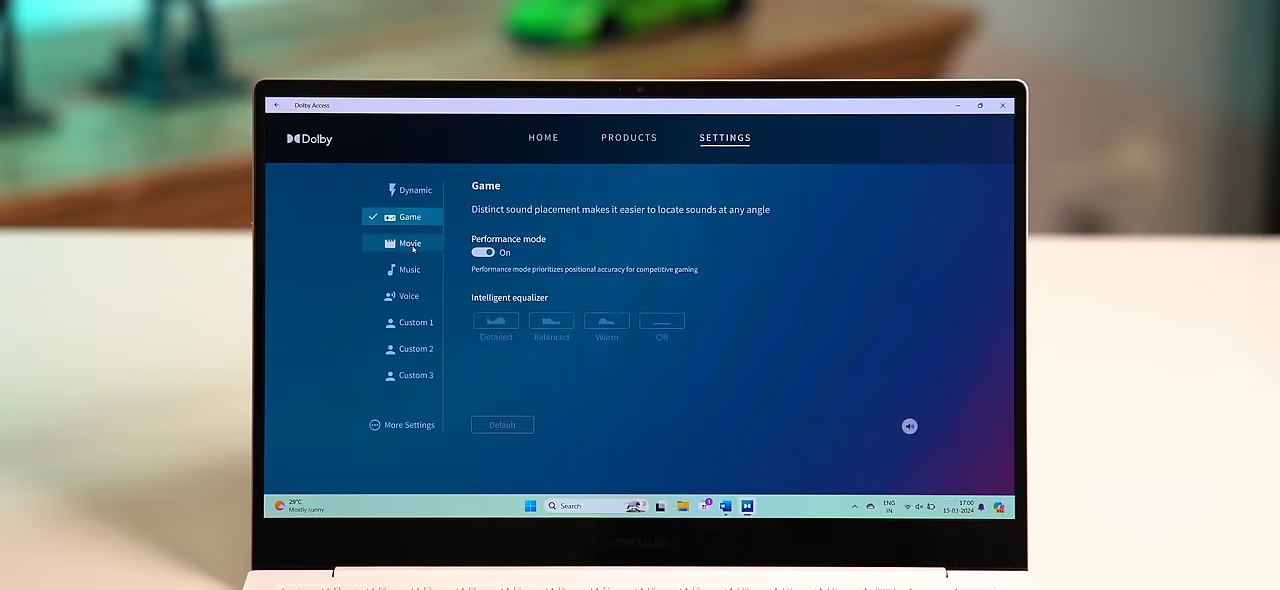 Dolby Access
Dolby
HOME PRODUCTS SETTINGS
Dynamic
Game
Movie
Music
Voice
Custom 1
Custom 2
Custom 3
More Settings
Game
Distinct sound placement makes it easier to locate sounds at any angle
Performance mode
On
Performance mode prioritizes positional accuracy for competitive gaming
Intelligent equalizer
Detailed Balanced Warm Off
Default
29°C
Mostly sunny
Search
1
ENG
IN
17:00
15-03-2024